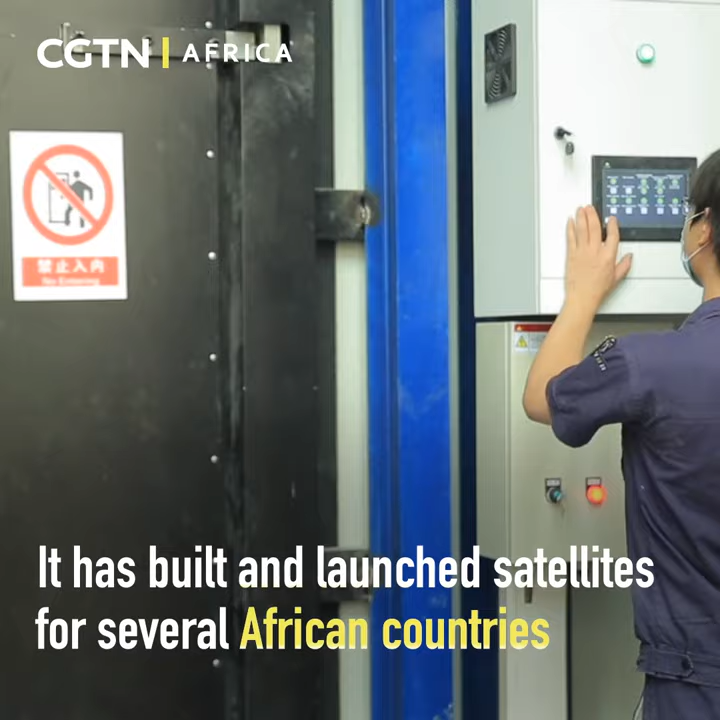 CGTN | AFRICA
禁止入内
No Entering
It has built and launched satellites
for several African countries